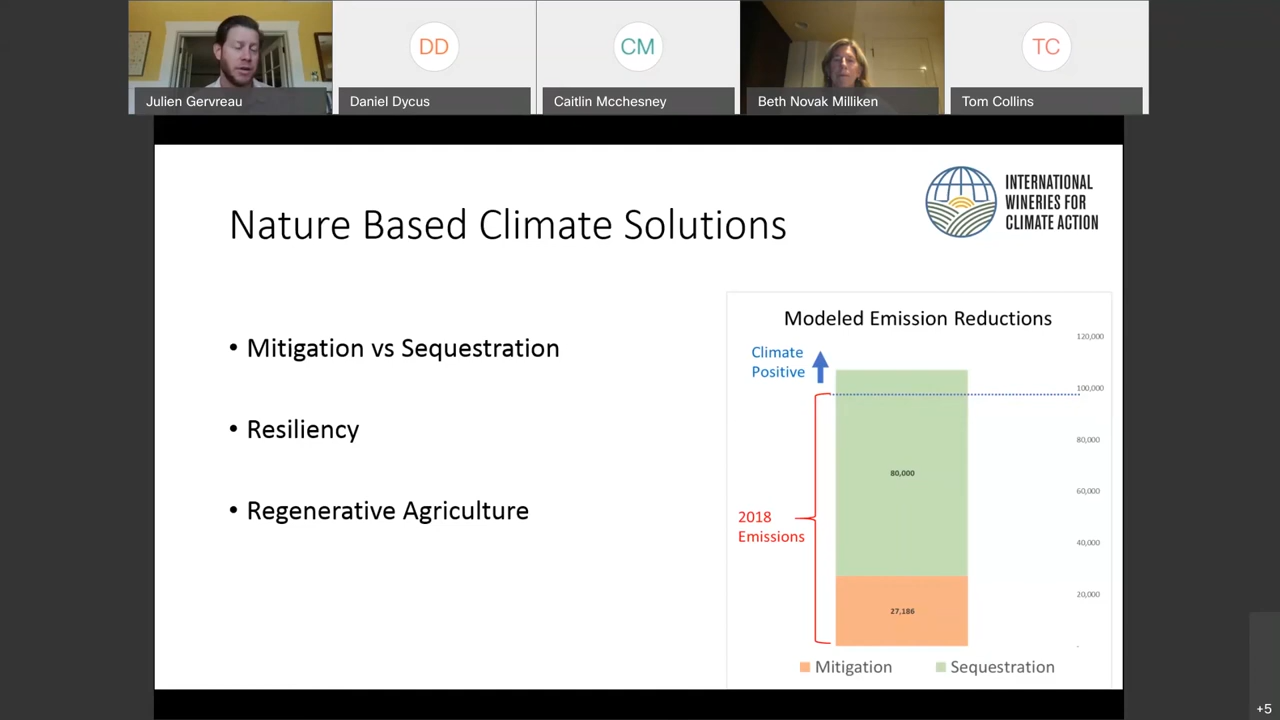 DD
CM
TC
Julien Gervreau
Daniel Dycus
Caitlin Mcchesney
Beth Novak Milliken
Tom Collins
INTERNATIONAL
WINERIES FOR
CLIMATE ACTION
Nature Based Climate Solutions
• Mitigation vs Sequestration
• Resiliency
• Regenerative Agriculture
Modeled Emission Reductions
Climate
Positive
120,000
100,000
80,000
60,000
40,000
20,000
-
80,000
2018
Emissions
27,186
Mitigation
Sequestration
+5